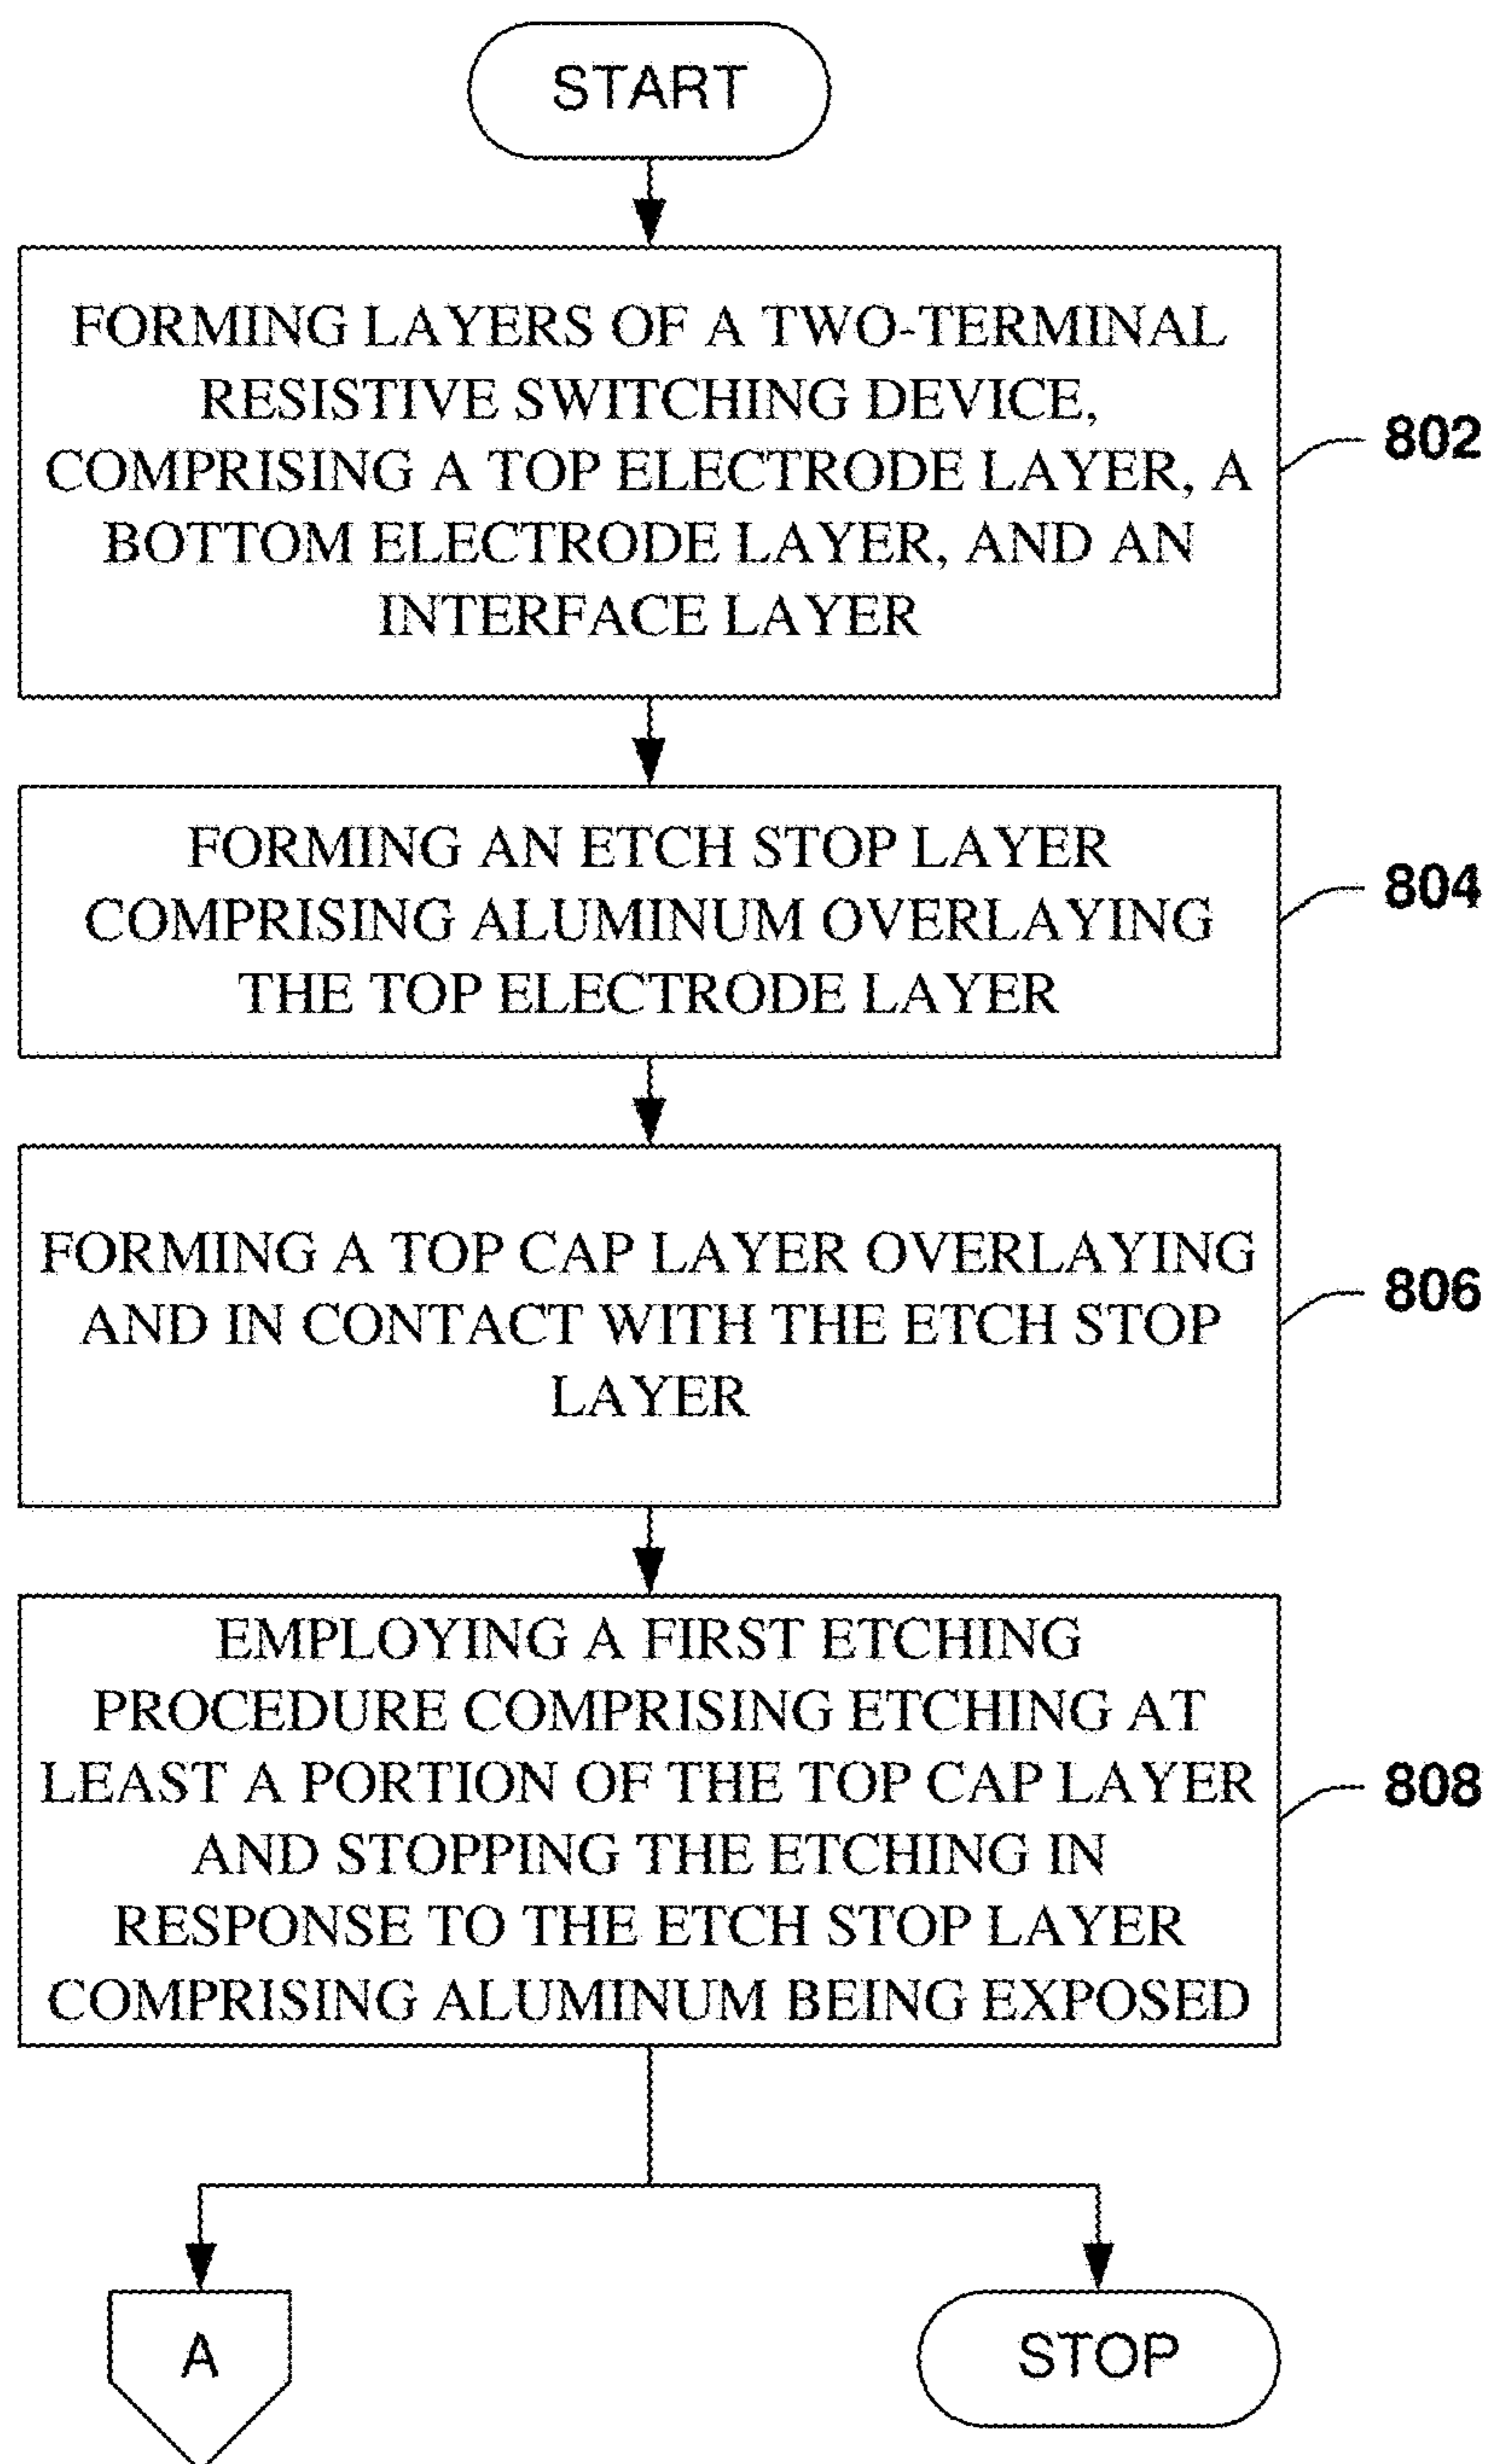 START
FORMING LAYERS OF A TWO-TERMINAL
RESISTIVE SWITCHING DEVICE,
COMPRISING A TOP ELECTRODE LAYER, A
BOTTOM ELECTRODE LAYER, AND AN
INTERFACE LAYER
802
FORMING AN ETCH STOP LAYER
COMPRISING ALUMINUM OVERLAYING
THE TOP ELECTRODE LAYER
804
FORMING A TOP CAP LAYER OVERLAYING
AND IN CONTACT WITH THE ETCH STOP
LAYER
806
EMPLOYING A FIRST ETCHING
PROCEDURE COMPRISING ETCHING AT
LEAST A PORTION OF THE TOP CAP LAYER
AND STOPPING THE ETCHING IN
RESPONSE TO THE ETCH STOP LAYER
COMPRISING ALUMINUM BEING EXPOSED
808
A
STOP